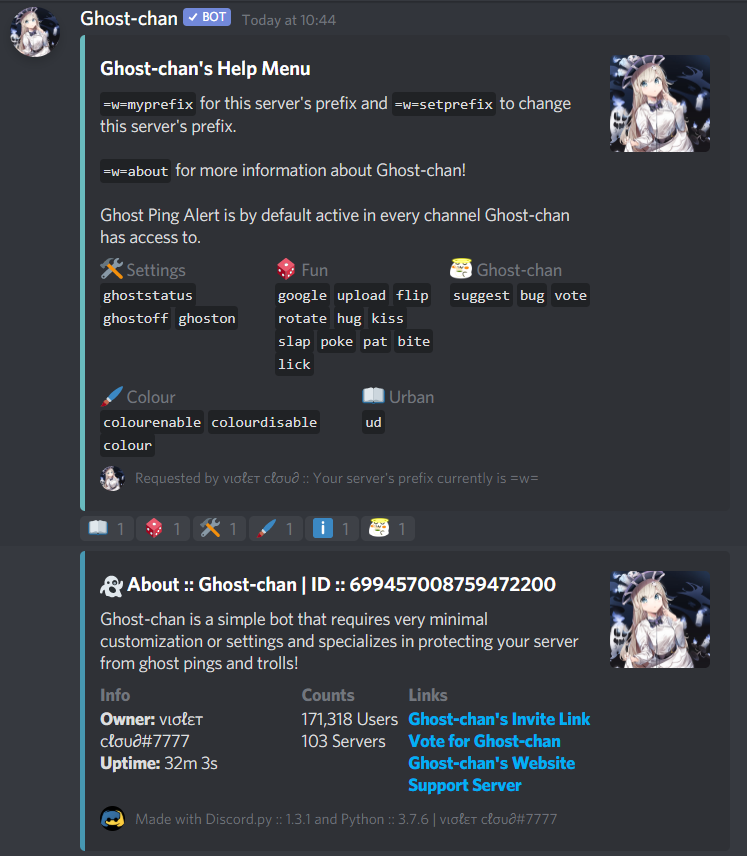 Ghost-chan ✓ BOT Today at 10:44
Ghost-chan's Help Menu
=w=myprefix for this server's prefix and =w=setprefix to change
this server's prefix.
=w=about for more information about Ghost-chan!
Ghost Ping Alert is by default active in every channel Ghost-chan
has access to.
🛠️ Settings
ghoststatus
ghostoff ghoston
🎲 Fun
google upload flip
rotate hug kiss
slap poke pat bite
lick
Ghost-chan
suggest bug vote
🖌️ Colour
colourenable colourdisable
colour
📖 Urban
ud
Requested by νισℓεт cℓσυ∂ :: Your server's prefix currently is =w=
📖 1 🎲 1 🛠️ 1 🖌️ 1 ℹ️ 1 1
👻 About :: Ghost-chan | ID :: 699457008759472200
Ghost-chan is a simple bot that requires very minimal
customization or settings and specializes in protecting your server
from ghost pings and trolls!
Info
Owner: νισℓεт
cℓσυ∂#7777
Uptime: 32m 3s
Counts
171,318 Users
103 Servers
Links
Ghost-chan's Invite Link
Vote for Ghost-chan
Ghost-chan's Website
Support Server
Made with Discord.py :: 1.3.1 and Python :: 3.7.6 | νισℓεт cℓσυ∂#7777